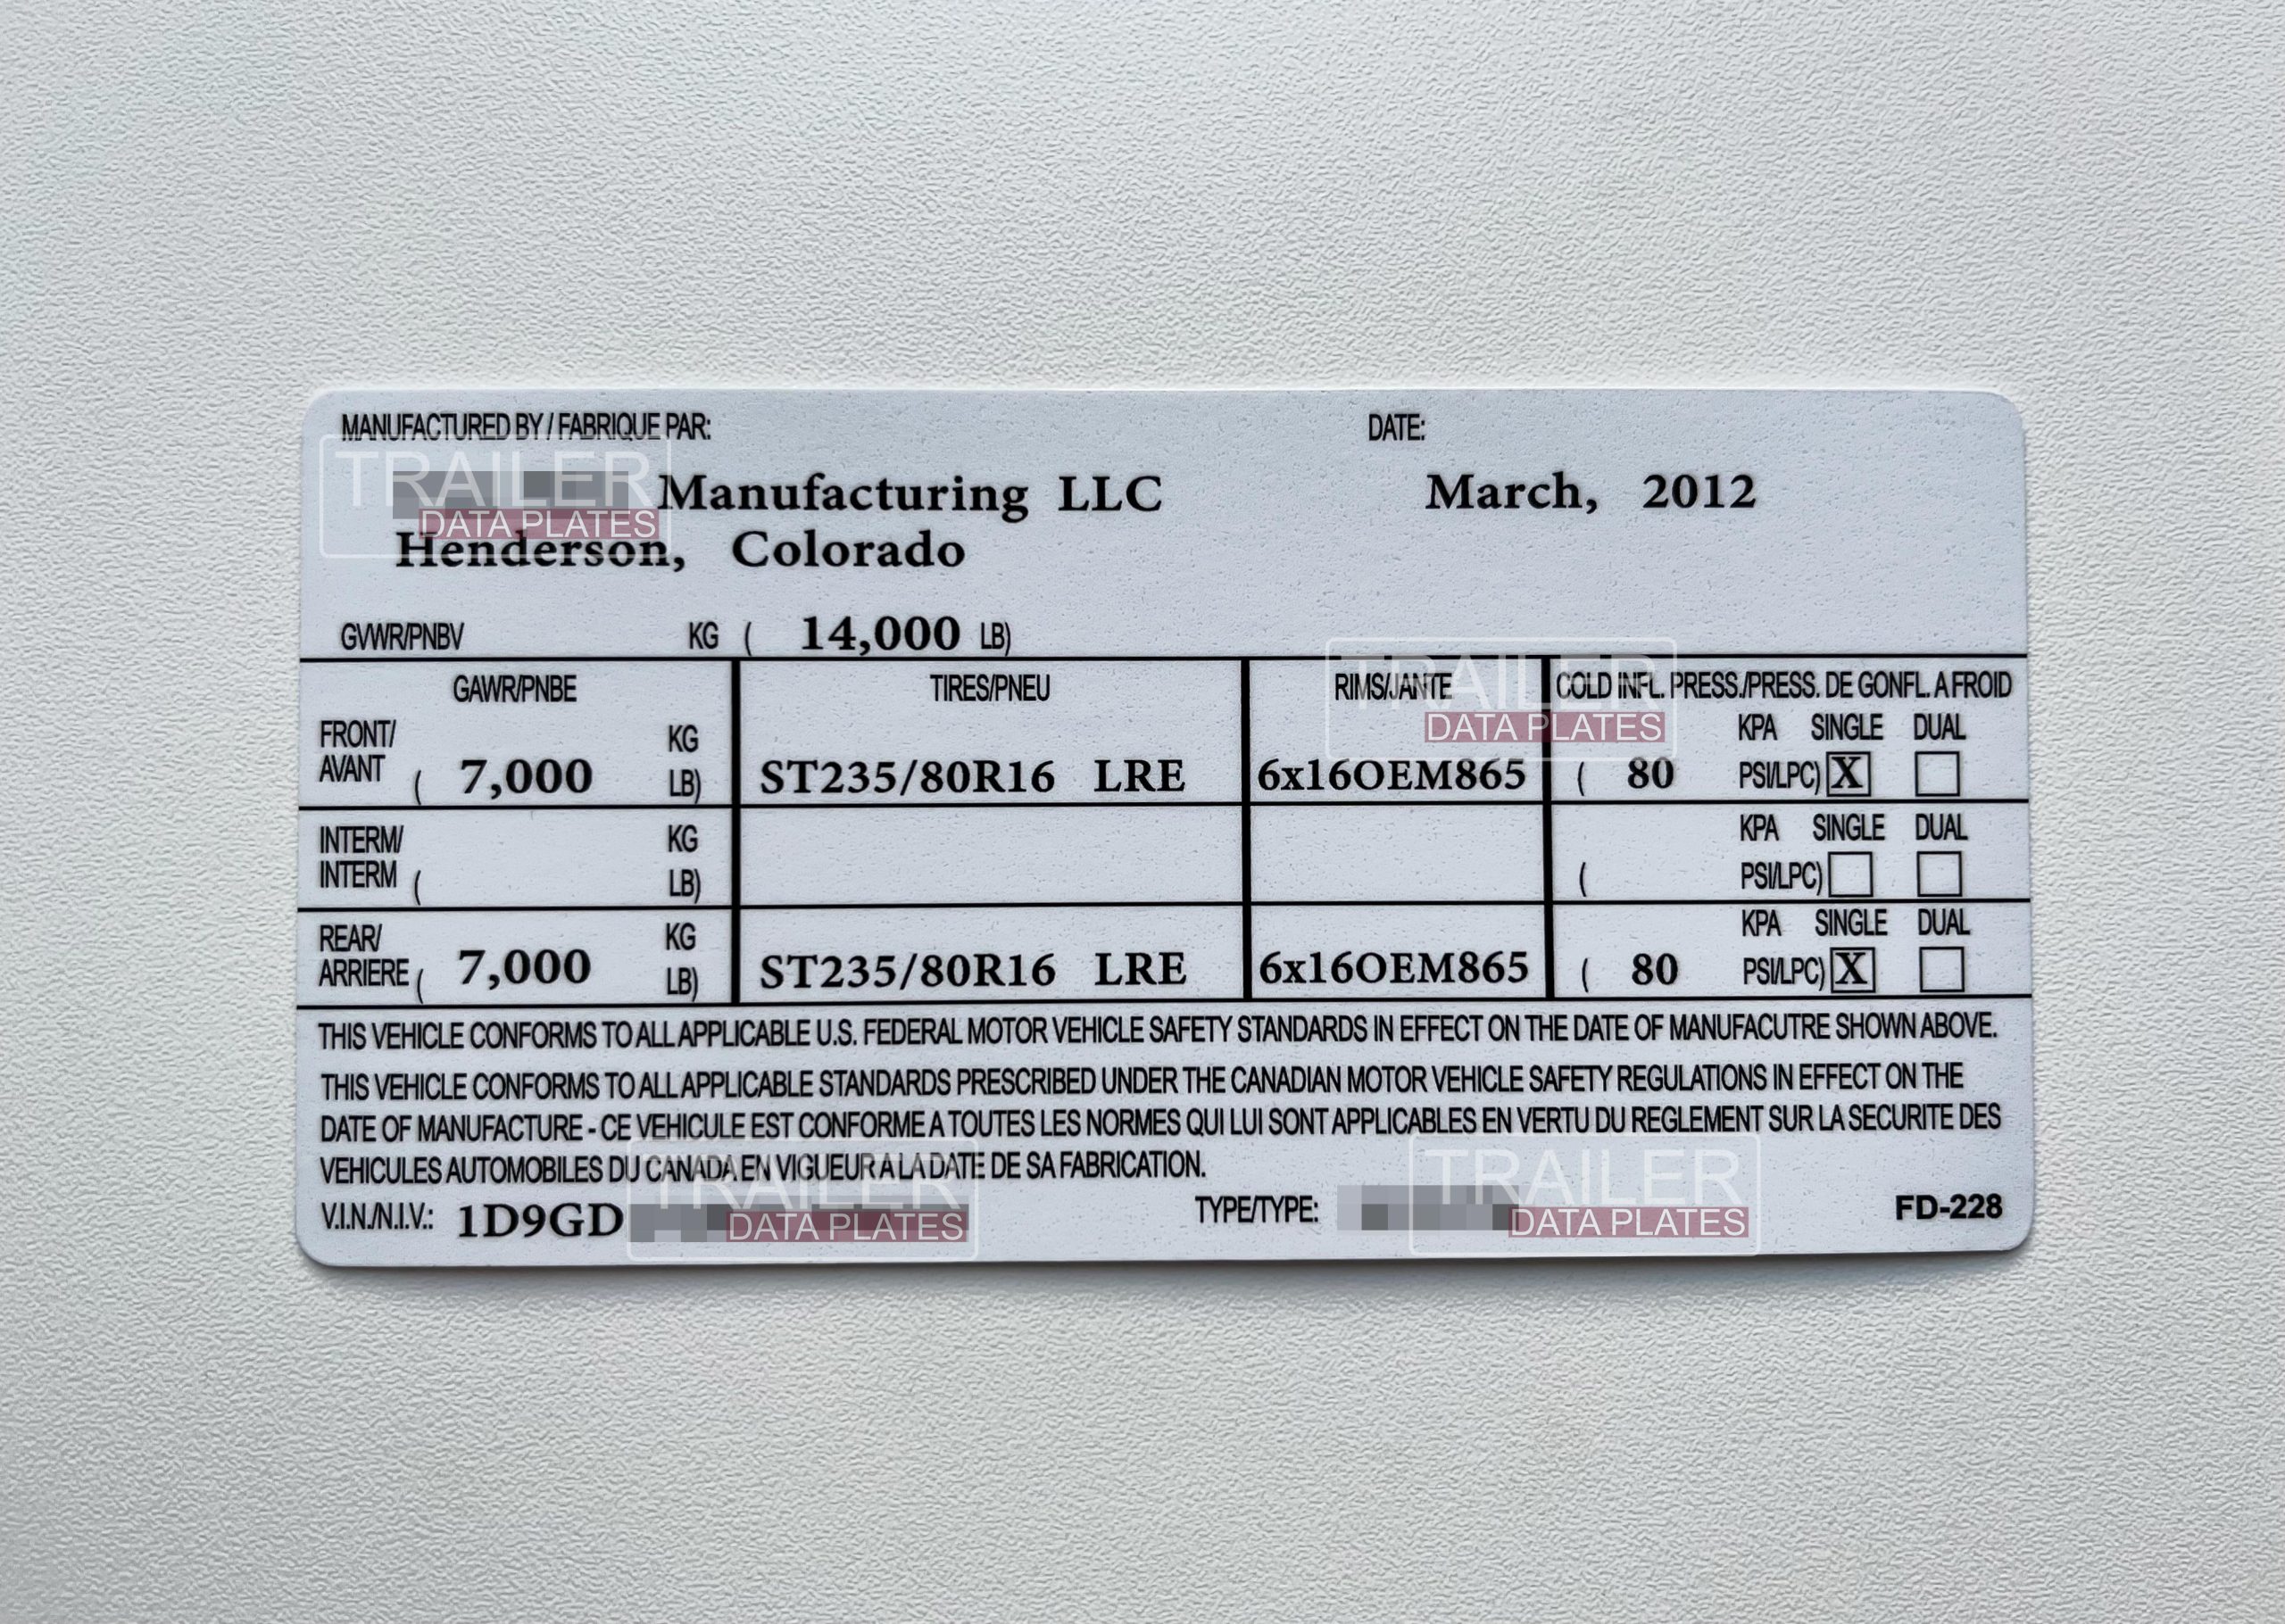 MANUFACTURED BY / FABRIQUE PAR: DATE:
Manufacturing LLC March, 2012
Henderson, Colorado
GVWR/PNBV KG ( 14,000 LB)
GAWR/PNBE TIRES/PNEU RIMS/JANTE COLD INFL. PRESS./PRESS. DE GONFL. A FROID
FRONT/ KG KPA SINGLE DUAL
AVANT ( 7,000 LB) ST235/80R16 LRE 6x16OEM865 ( 80 PSI/LPC) X
INTERM/ KG KPA SINGLE DUAL
INTERM ( LB) ( PSI/LPC)
REAR/ KG KPA SINGLE DUAL
ARRIERE ( 7,000 LB) ST235/80R16 LRE 6x16OEM865 ( 80 PSI/LPC) X
THIS VEHICLE CONFORMS TO ALL APPLICABLE U.S. FEDERAL MOTOR VEHICLE SAFETY STANDARDS IN EFFECT ON THE DATE OF MANUFACUTRE SHOWN ABOVE.
THIS VEHICLE CONFORMS TO ALL APPLICABLE STANDARDS PRESCRIBED UNDER THE CANADIAN MOTOR VEHICLE SAFETY REGULATIONS IN EFFECT ON THE
DATE OF MANUFACTURE - CE VEHICULE EST CONFORME A TOUTES LES NORMES QUI LUI SONT APPLICABLES EN VERTU DU REGLEMENT SUR LA SECURITE DES
VEHICULES AUTOMOBILES DU CANADA EN VIGUEUR A LA DATE DE SA FABRICATION.
V.I.N./N.I.V.: 1D9GD TYPE/TYPE: FD-228
TRAILER
DATA PLATES
TRAILER
DATA PLATES
TRAILER
DATA PLATES
TRAILER
DATA PLATES